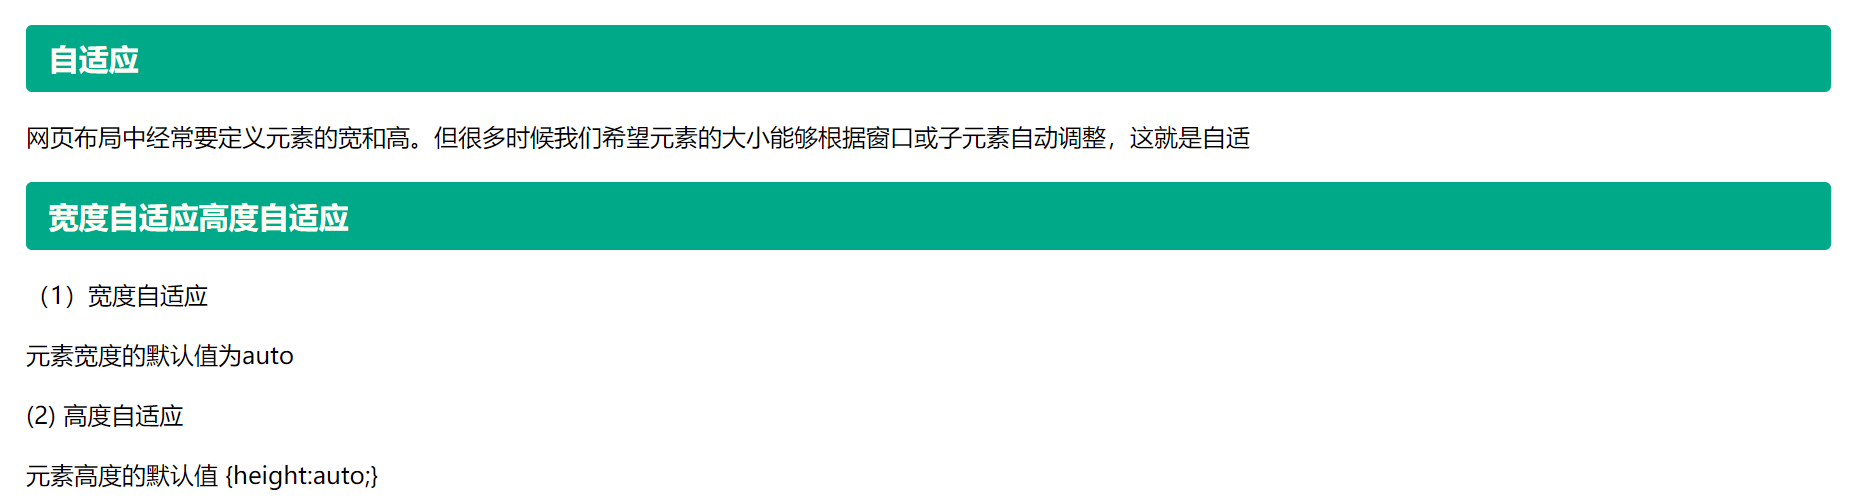 自适应
网页布局中经常要定义元素的宽和高。但很多时候我们希望元素的大小能够根据窗口或子元素自动调整，这就是自适
宽度自适应高度自适应
（1）宽度自适应
元素宽度的默认值为auto
(2) 高度自适应
元素高度的默认值 {height:auto;}